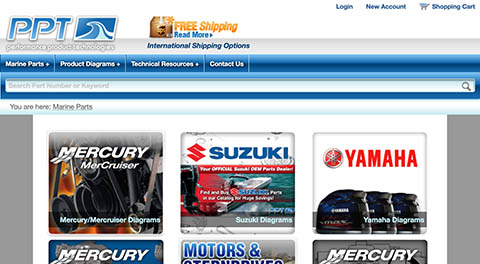 Login New Account Shopping Cart
PPT
performance product technologies
FREE Shipping
Read More
International Shipping Options
Marine Parts + Product Diagrams + Technical Resources + Contact Us
Search Part Number or Keyword
You are here: Marine Parts
MERCURY
MerCruiser
Mercury/Mercruiser Diagrams
SUZUKI
Your OFFICIAL Suzuki OEM Parts Dealer!
Find and Buy SUZUKI Parts
in our Catalog for Huge Savings!
Suzuki Diagrams
YAMAHA
Yamaha Diagrams
MERCURY
MOTORS &
STERNDRIVES
MERCURY